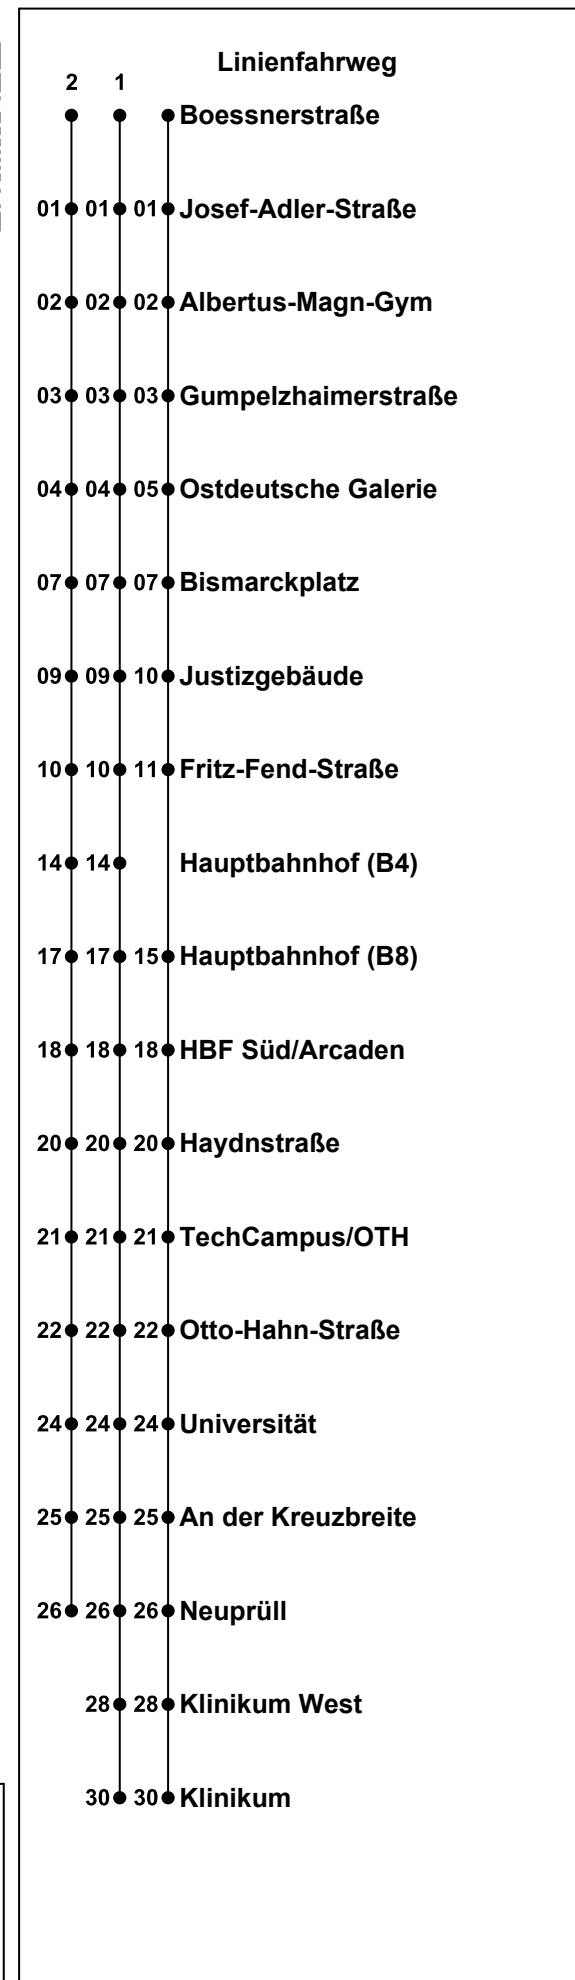 Linienfahrweg
2 1
Boessnerstraße
01 01 01 Josef-Adler-Straße
02 02 02 Albertus-Magn-Gym
03 03 03 Gumpelzhaimerstraße
04 04 05 Ostdeutsche Galerie
07 07 07 Bismarckplatz
09 09 10 Justizgebäude
10 10 11 Fritz-Fend-Straße
14 14 Hauptbahnhof (B4)
17 17 15 Hauptbahnhof (B8)
18 18 18 HBF Süd/Arcaden
20 20 20 Haydnstraße
21 21 21 TechCampus/OTH
22 22 22 Otto-Hahn-Straße
24 24 24 Universität
25 25 25 An der Kreuzbreite
26 26 26 Neuprüll
28 28 Klinikum West
30 30 Klinikum